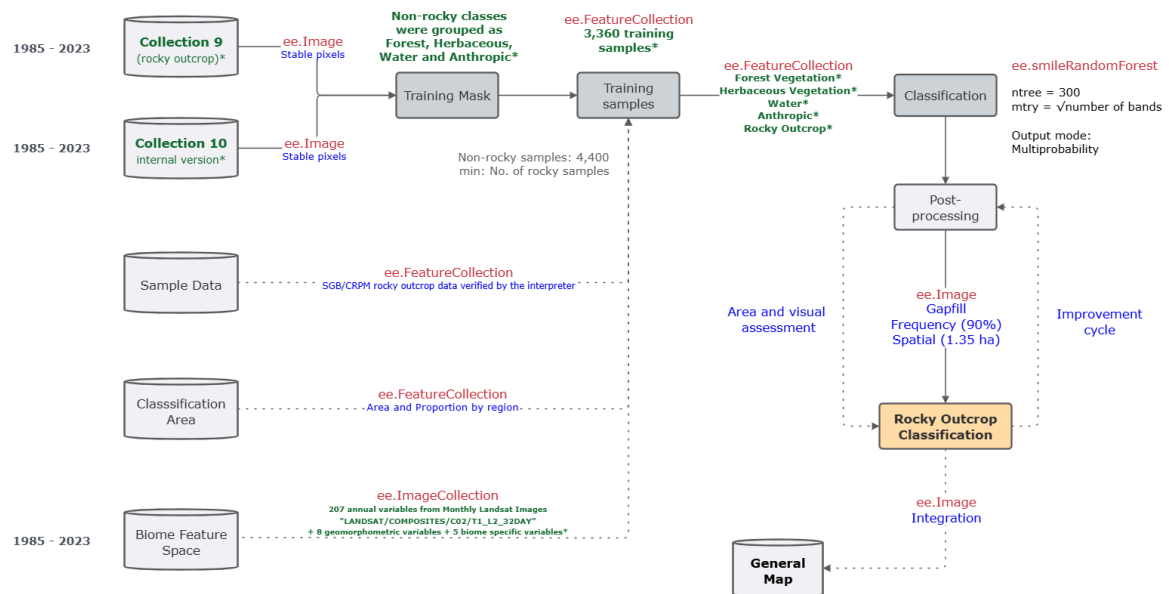 1985 - 2023
Collection 9
(rocky outcrop)*
ee.Image
Stable pixels
Non-rocky classes
were grouped as
Forest, Herbaceous,
Water and Anthropic*
Training Mask
ee.FeatureCollection
3,360 training
samples*
Training
samples
ee.FeatureCollection
Forest Vegetation*
Herbaceous Vegetation*
Water*
Anthropic*
Rocky Outcrop*
Classification
ee.smileRandomForest
ntree = 300
mtry = √number of bands
Output mode:
Multiprobability
1985 - 2023
Collection 10
internal version*
ee.Image
Stable pixels
Non-rocky samples: 4,400
min: No. of rocky samples
Post-
processing
Sample Data
ee.FeatureCollection
SGB/CRPM rocky outcrop data verified by the interpreter
Area and visual
assessment
ee.Image
Gapfill
Frequency (90%)
Spatial (1.35 ha)
Improvement
cycle
Classsification
Area
ee.FeatureCollection
Area and Proportion by region
Rocky Outcrop
Classification
1985 - 2023
Biome Feature
Space
ee.ImageCollection
207 annual variables from Monthly Landsat Images
"LANDSAT/COMPOSITES/C02/T1_L2_32DAY"
+ 8 geomorphometric variables + 5 biome specific variables*
ee.Image
Integration
General
Map